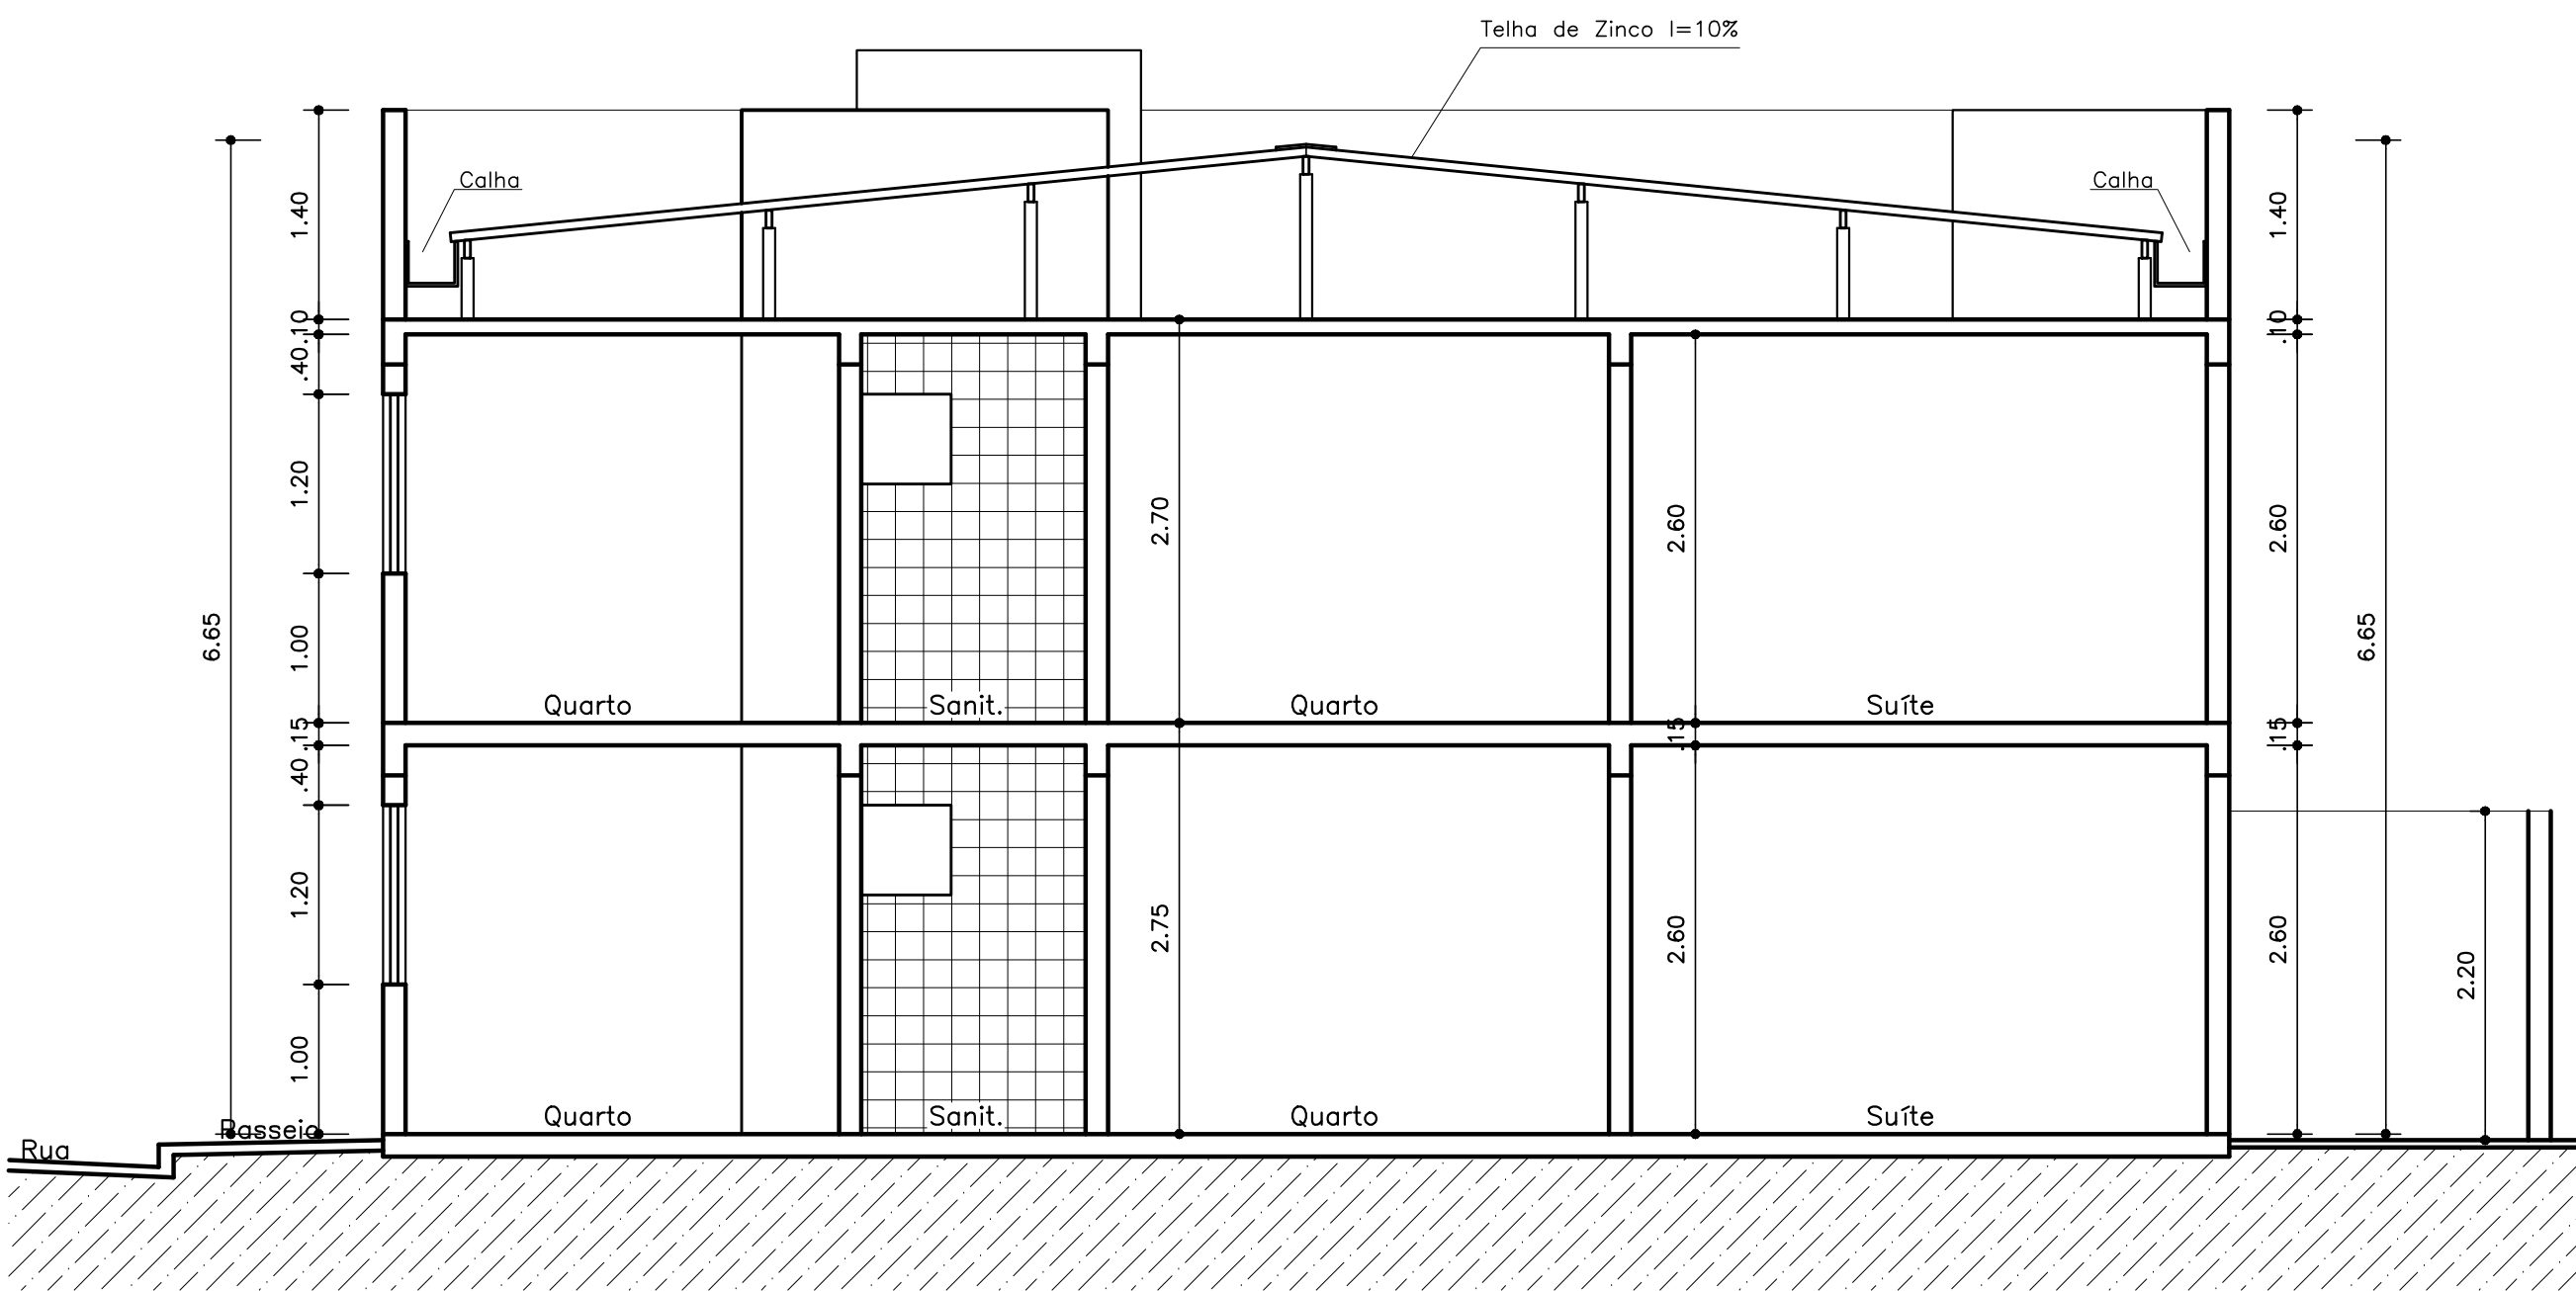 Telha de Zinco I=10%
Calha
Calha
1.40
1.40
.10
.10
.40
1.20
2.70
2.60
2.60
6.65
6.65
1.00
Quarto
Sanit.
Quarto
Suíte
.15
.15
.15
.40
1.20
2.75
2.60
2.60
2.20
1.00
Quarto
Sanit.
Quarto
Suíte
Passeio
Rua